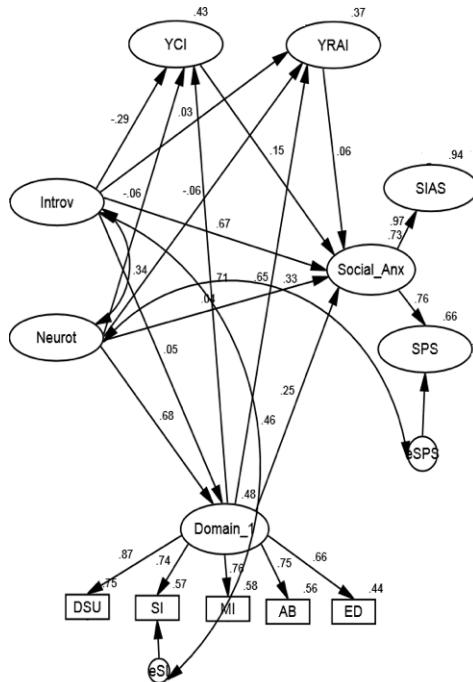 .43
.37
YCI
YRAI
-.29
.03
.15
.06
.94
SIAS
-.06
-.06
Introv
.67
.97
.73
Social_Anx
.34
.71
.65
.33
.04
.76
.66
Neurot
SPS
.05
.25
.46
.68
eSPS
.48
Domain_1
.87
.74
.76
.75
.66
.75
.57
.58
.56
.44
DSU
SI
MI
AB
ED
eSI